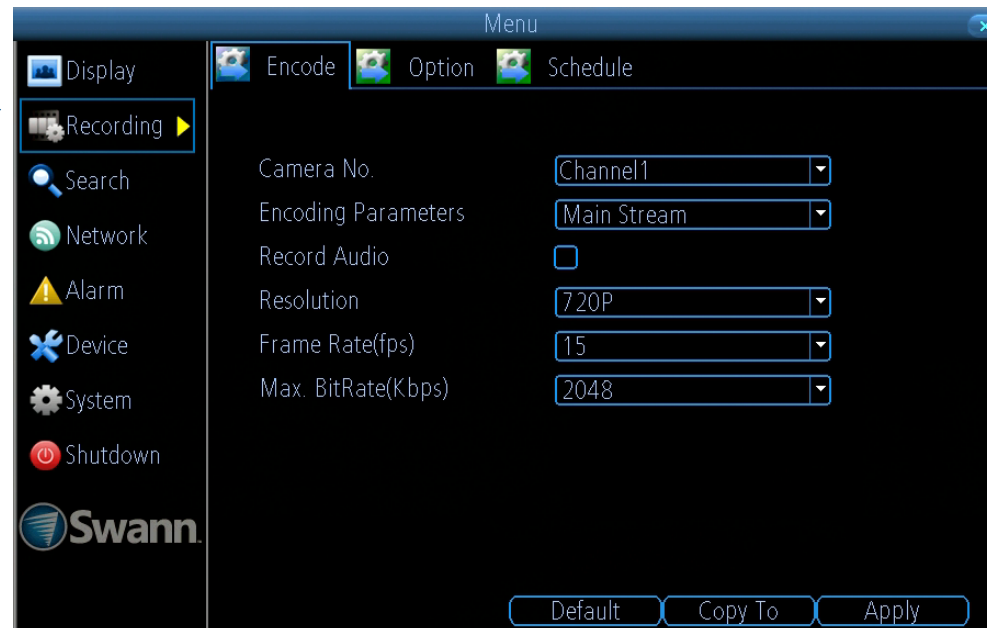 Menu
Display
Recording
Search
Network
Alarm
Device
System
Shutdown
Swann.
Encode Option Schedule
Camera No. Channel1
Encoding Parameters Main Stream
Record Audio
Resolution 720P
Frame Rate(fps) 15
Max. BitRate(Kbps) 2048
Default Copy To Apply